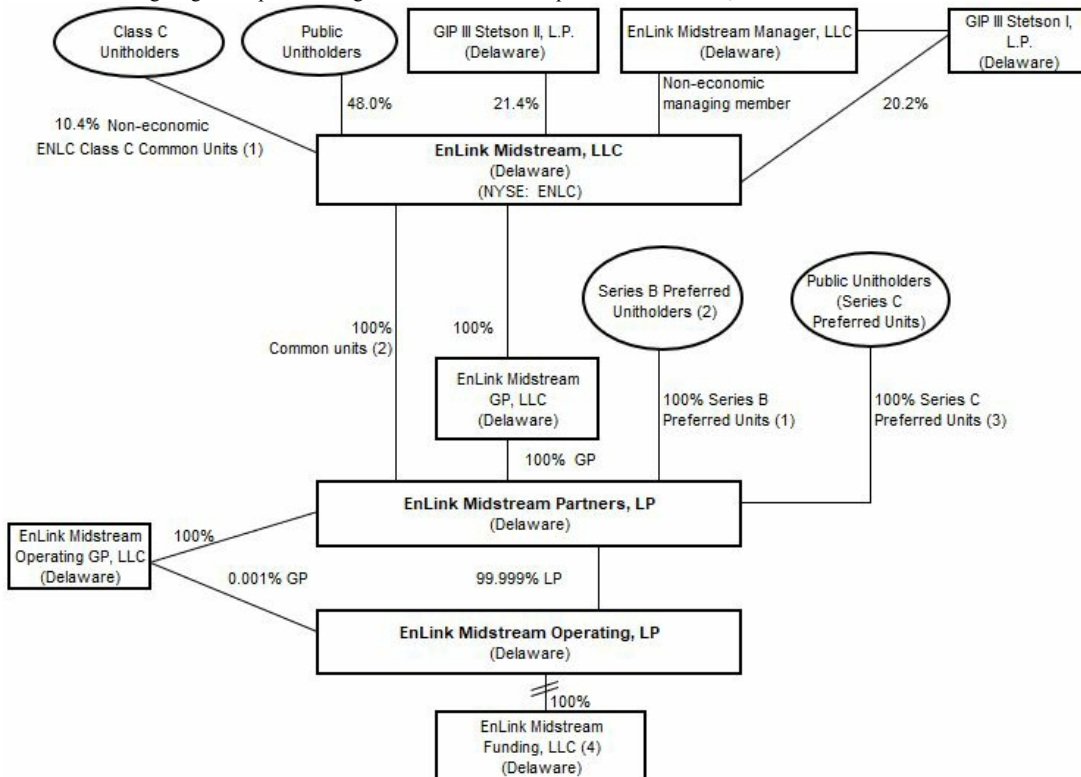 Class C
Unitholders
Public
Unitholders
GIP III Stetson II, L.P.
(Delaware)
EnLink Midstream Manager, LLC
(Delaware)
GIP III Stetson I,
L.P.
(Delaware)
10.4% Non-economic
ENLC Class C Common Units (1)
48.0%
21.4%
Non-economic
managing member
20.2%
EnLink Midstream, LLC
(Delaware)
(NYSE: ENLC)
100%
Common units (2)
100%
Series B Preferred
Unitholders (2)
Public Unitholders
(Series C
Preferred Units)
EnLink Midstream
GP, LLC
(Delaware)
100% Series B
Preferred Units (1)
100% Series C
Preferred Units (3)
100% GP
EnLink Midstream Partners, LP
(Delaware)
EnLink Midstream
Operating GP, LLC
(Delaware)
100%
0.001% GP
99.999% LP
EnLink Midstream Operating, LP
(Delaware)
100%
EnLink Midstream
Funding, LLC (4)
(Delaware)